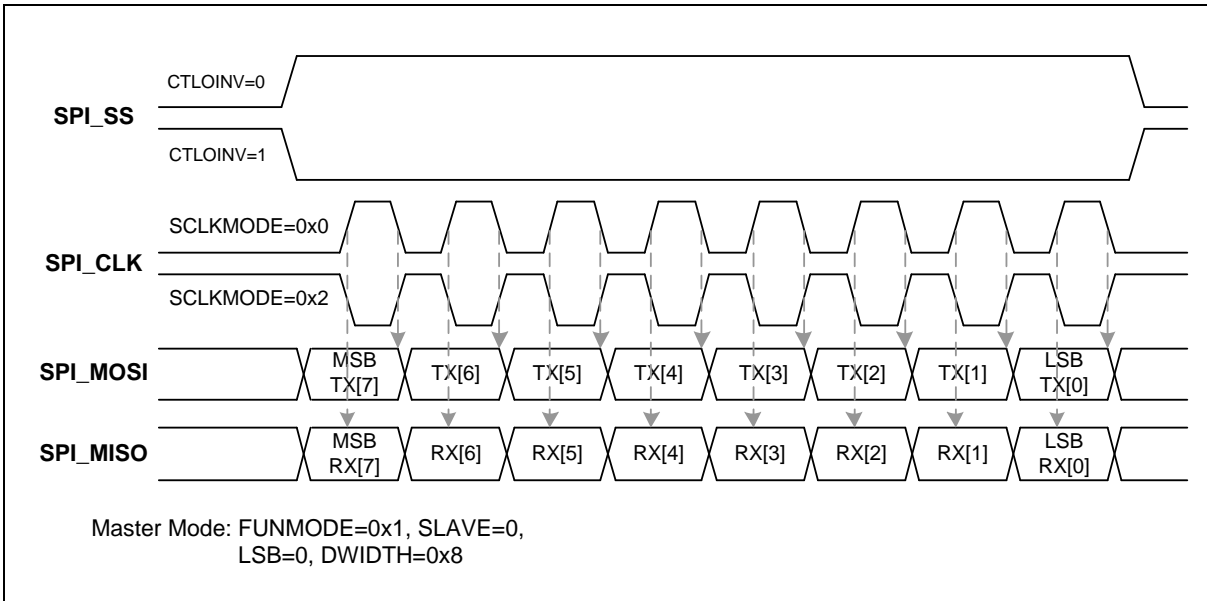 CTLOINV=0
SPI_SS
CTLOINV=1
SCLKMODE=0x0
SPI_CLK
SCLKMODE=0x2
SPI_MOSI
MSB
TX[7]
TX[6]
TX[5]
TX[4]
TX[3]
TX[2]
TX[1]
LSB
TX[0]
SPI_MISO
MSB
RX[7]
RX[6]
RX[5]
RX[4]
RX[3]
RX[2]
RX[1]
LSB
RX[0]
Master Mode: FUNMODE=0x1, SLAVE=0,
LSB=0, DWIDTH=0x8